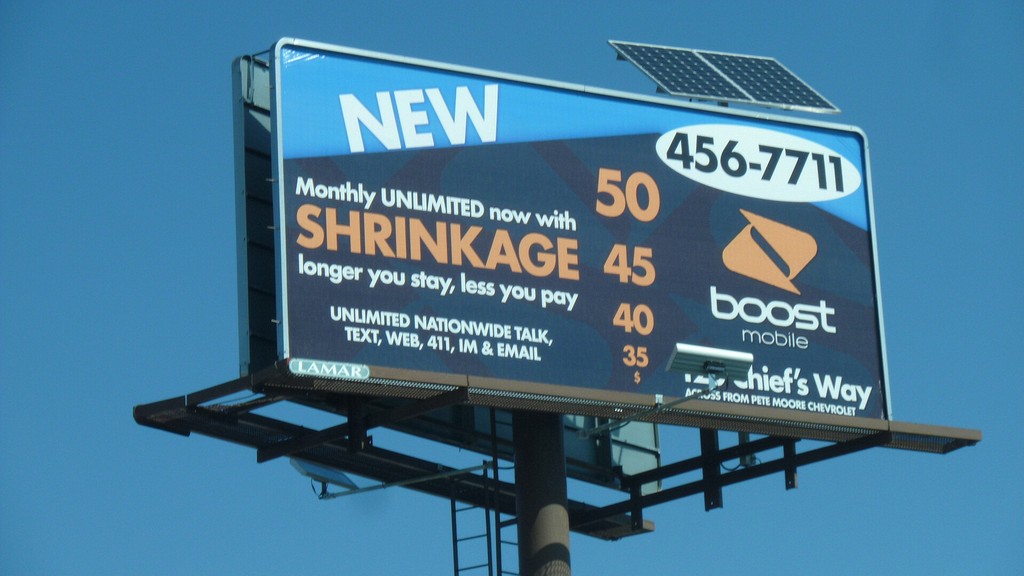 NEW
456-7711
Monthly UNLIMITED now with
SHRINKAGE
longer you stay, less you pay
UNLIMITED NATIONWIDE TALK,
TEXT, WEB, 411, IM & EMAIL
50
45
40
35
$
boost
mobile
Chief's Way
ACROSS FROM PETE MOORE CHEVROLET
LAMAR